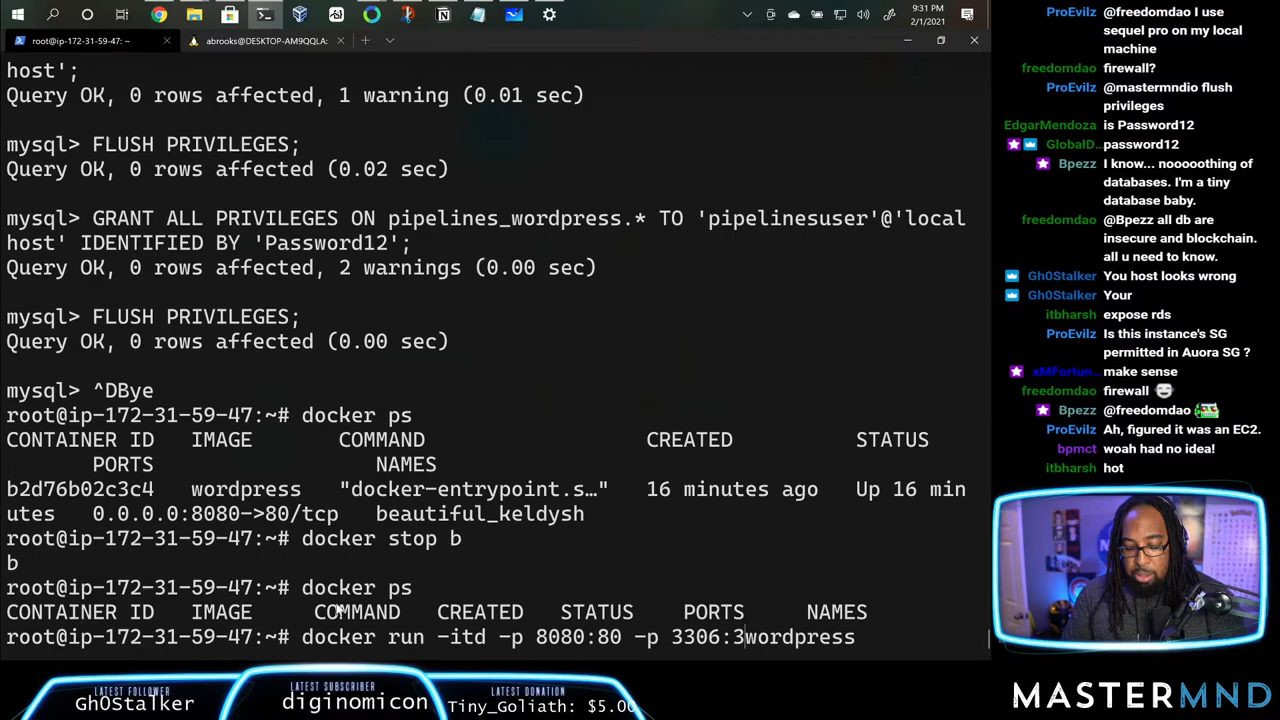 9:31 PM
2/1/2021
root@ip-172-31-59-47: ~
abrooks@DESKTOP-AM9QQLA:
host';
Query OK, 0 rows affected, 1 warning (0.01 sec)
mysql> FLUSH PRIVILEGES;
Query OK, 0 rows affected (0.02 sec)
mysql> GRANT ALL PRIVILEGES ON pipelines_wordpress.* TO 'pipelinesuser'@'local
host' IDENTIFIED BY 'Password12';
Query OK, 0 rows affected, 2 warnings (0.00 sec)
mysql> FLUSH PRIVILEGES;
Query OK, 0 rows affected (0.00 sec)
mysql> ^DBye
root@ip-172-31-59-47:~# docker ps
CONTAINER ID IMAGE COMMAND CREATED STATUS
PORTS NAMES
b2d76b02c3c4 wordpress "docker-entrypoint.s…" 16 minutes ago Up 16 min
utes 0.0.0.0:8080->80/tcp beautiful_keldysh
root@ip-172-31-59-47:~# docker stop b
b
root@ip-172-31-59-47:~# docker ps
CONTAINER ID IMAGE COMMAND CREATED STATUS PORTS NAMES
root@ip-172-31-59-47:~# docker run -itd -p 8080:80 -p 3306:3wordpress
ProEvilz @freedomdao I use
sequel pro on my local
machine
freedomdao firewall?
ProEvilz @mastermndio flush
privileges
EdgarMendoza is Password12
GlobalD... password12
Bpezz I know... nooooothing of
databases. I'm a tiny
database baby.
freedomdao @Bpezz all db are
insecure and blockchain.
all u need to know.
Gh0Stalker You host looks wrong
Gh0Stalker Your
itbharsh expose rds
ProEvilz Is this instance's SG
permitted in Auora SG ?
xMFortun... make sense
freedomdao firewall
Bpezz @freedomdao
ProEvilz Ah, figured it was an EC2.
bpmct woah had no idea!
itbharsh hot
LATEST FOLLOWER
Gh0Stalker
LATEST SUBSCRIBER
diginomicon
LATEST DONATION
Tiny_Goliath: $5.00
MASTERMND